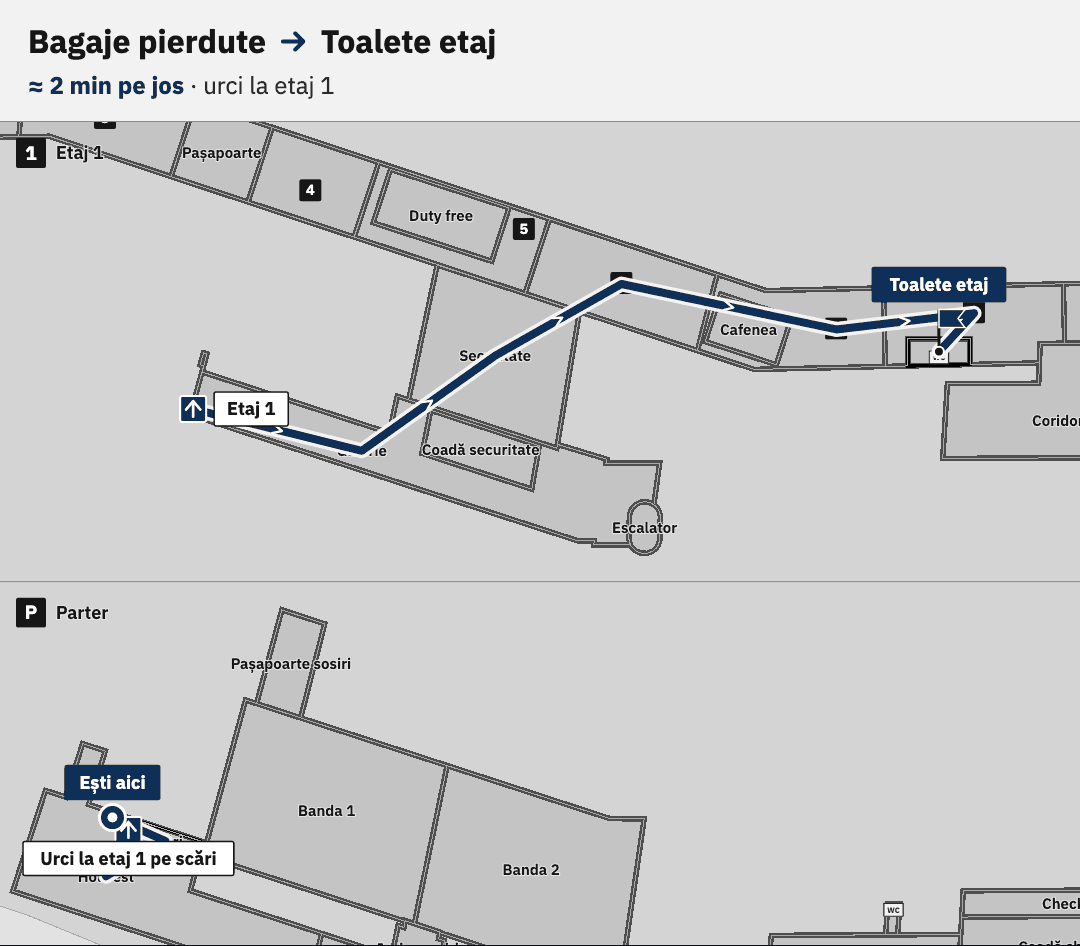 Bagaje pierdute → Toalete etaj
≈ 2 min pe jos · urci la etaj 1
1 Etaj 1
Pașapoarte
4
Duty free
5
Toalete etaj
Cafenea
Etaj 1
Coadă securitate
Escalator
P Parter
Pașapoarte sosiri
Ești aici
Banda 1
Urci la etaj 1 pe scări
Banda 2
wc